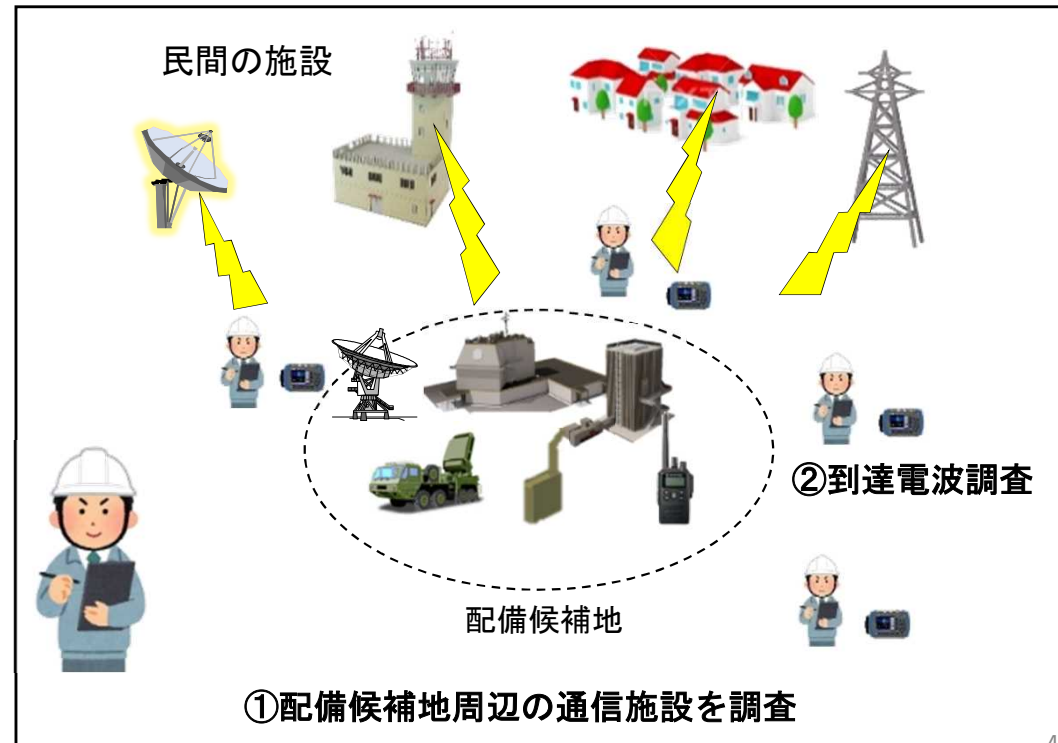 民間の施設
②到達電波調査
配備候補地
①配備候補地周辺の通信施設を調査
4